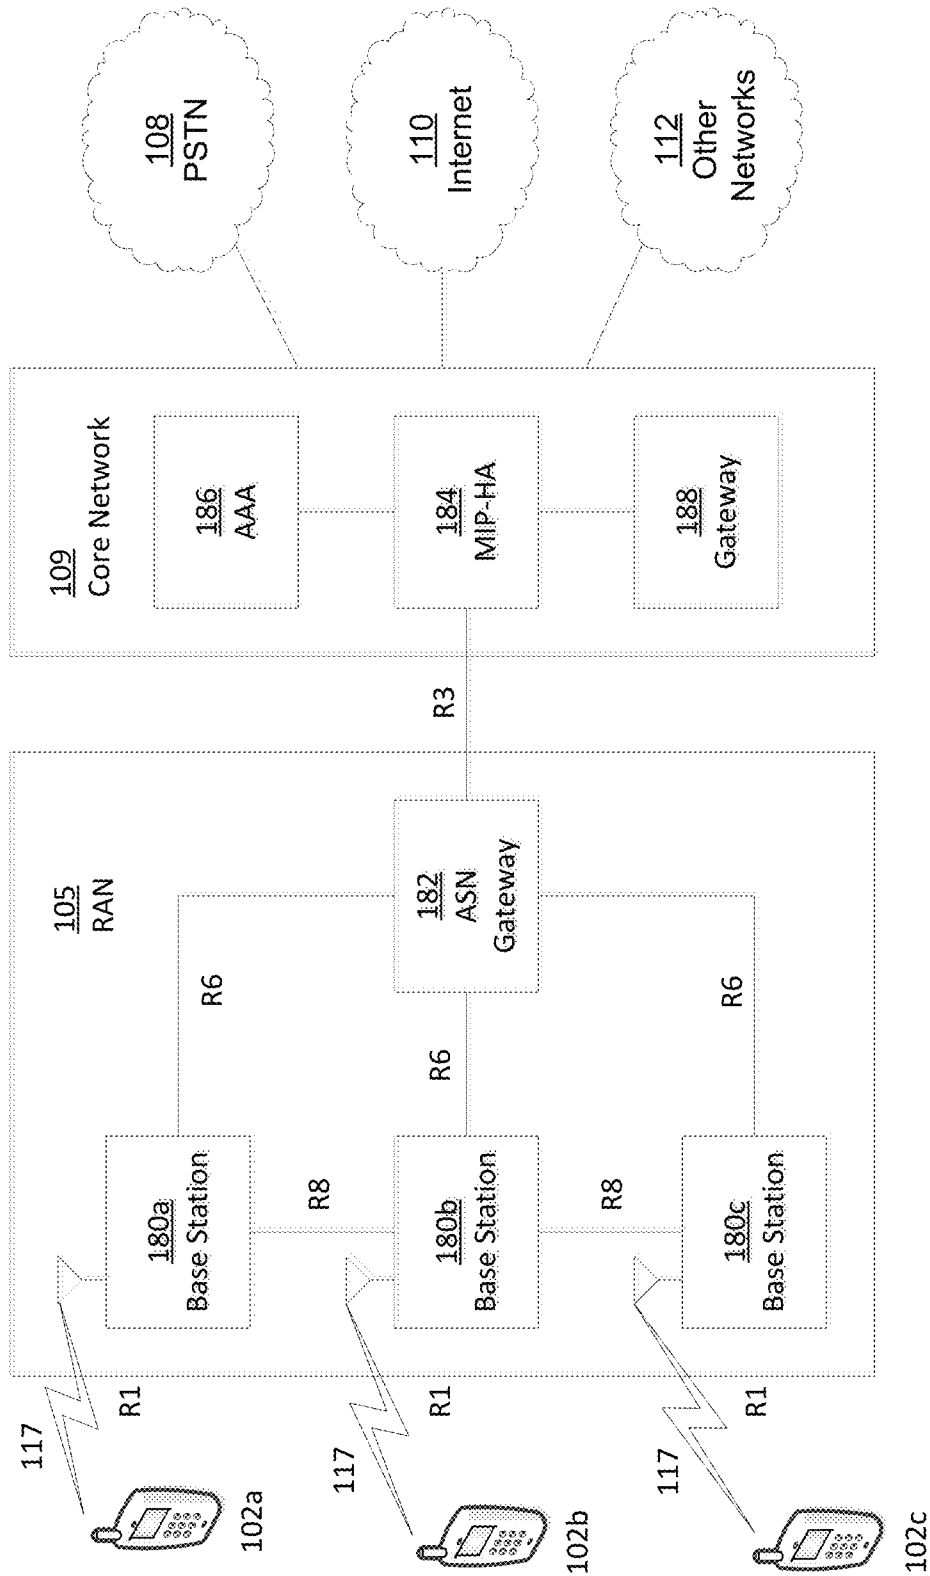 117
102a
R1
180a
Base Station
R6
105
RAN
109
Core Network
186
AAA
108
PSTN
R8
117
102b
R1
180b
Base Station
R6
182
ASN
Gateway
R3
184
MIP-HA
110
Internet
R8
117
102c
R1
180c
Base Station
R6
188
Gateway
112
Other
Networks